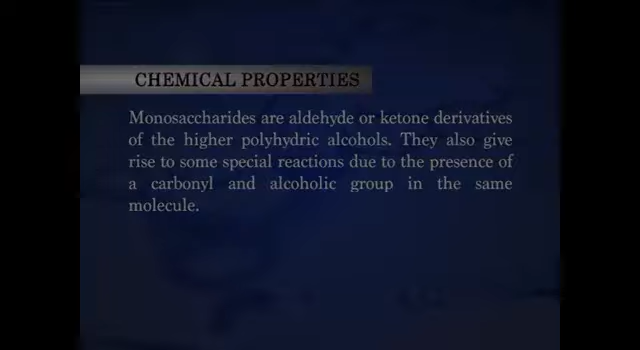 CHEMICAL PROPERTIES
Monosaccharides are aldehyde or ketone derivatives
of the higher polyhydric alcohols. They also give
rise to some special reactions due to the presence of
a carbonyl and alcoholic group in the same
molecule.